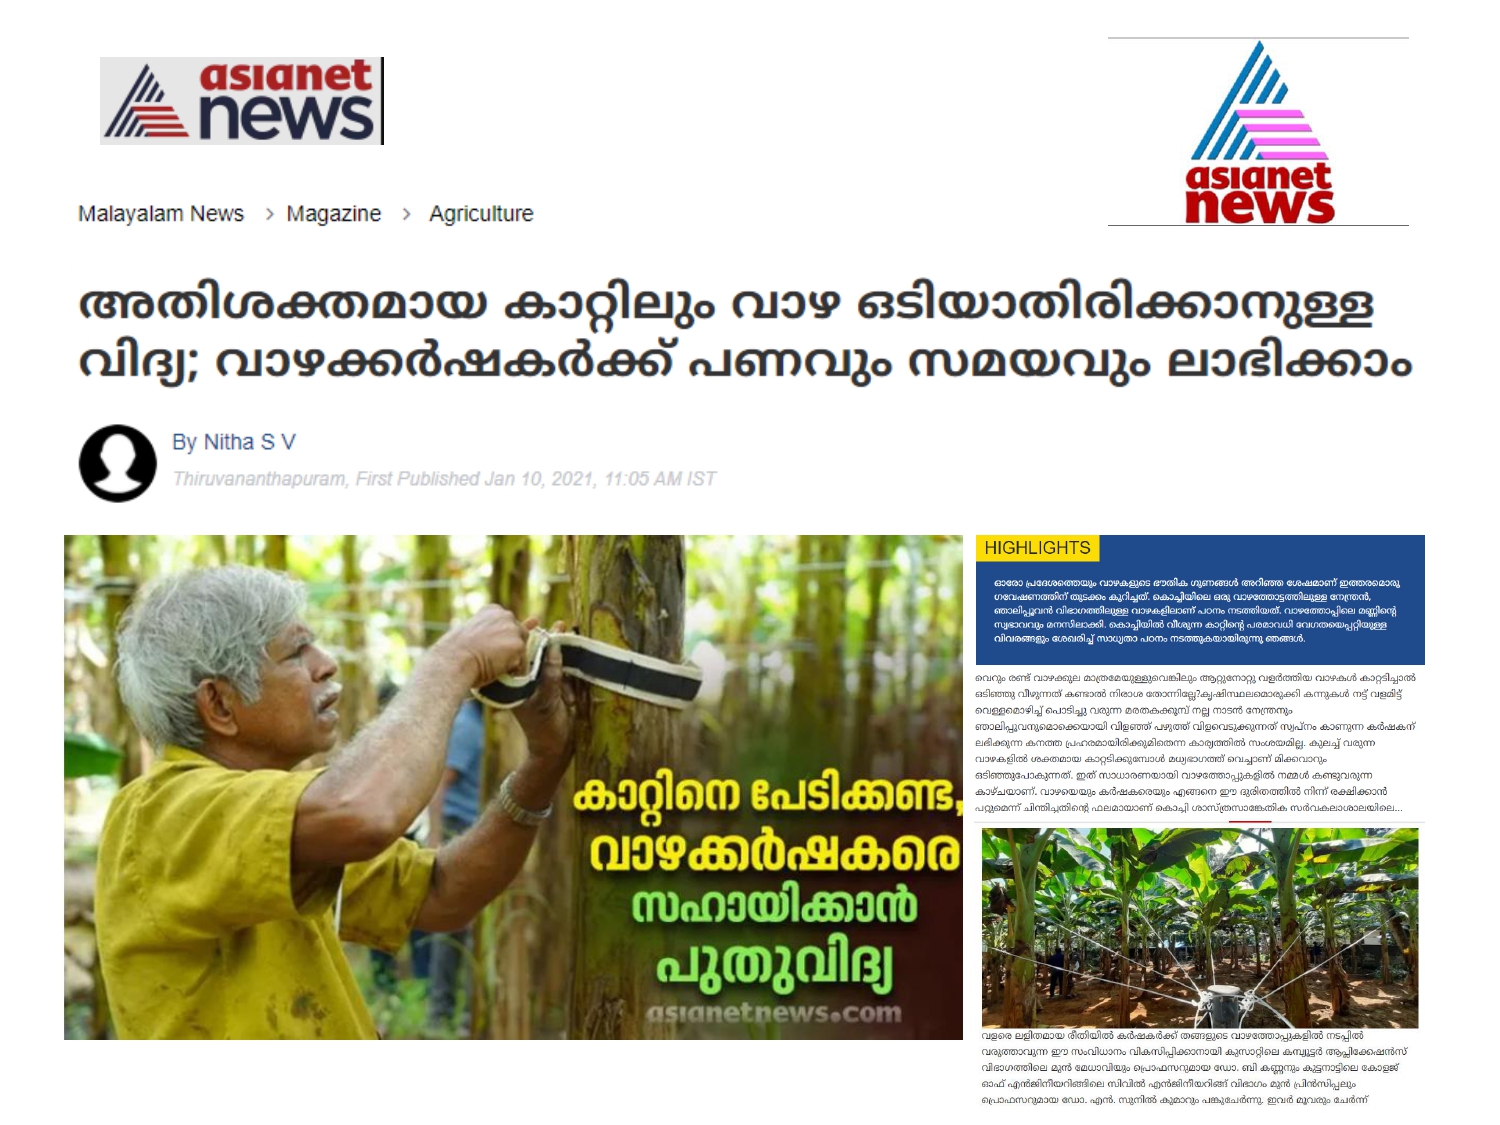 asianet
news
asianet
news
Malayalam News > Magazine > Agriculture
അതിശക്തമായ കാറ്റിലും വാഴ ഒടിയാതിരിക്കാനുള്ള
വിദ്യ; വാഴക്കർഷകർക്ക് പണവും സമയവും ലാഭിക്കാം
By Nitha S V
Thiruvananthapuram, First Published Jan 10, 2021, 11:05 AM IST
കാറ്റിനെ പേടിക്കണ്ട,
വാഴക്കർഷകരെ
സഹായിക്കാൻ
പുതുവിദ്യ
asianetnews.com
HIGHLIGHTS
ഓരോ പ്രദേശത്തെയും വാഴകളുടെ ഭൗതിക ഗുണങ്ങൾ അറിഞ്ഞ ശേഷമാണ് ഇത്തരമൊരു
ഗവേഷണത്തിന് തുടക്കം കുറിച്ചത്. കൊച്ചിയിലെ ഒരു വാഴത്തോട്ടത്തിലുള്ള നേന്ത്രൻ,
ഞാലിപ്പൂവൻ വിഭാഗത്തിലുള്ള വാഴകളിലാണ് പഠനം നടത്തിയത്. വാഴത്തോപ്പിലെ മണ്ണിന്റെ
സ്വഭാവവും മനസിലാക്കി. കൊച്ചിയിൽ വീശുന്ന കാറ്റിന്റെ പരമാവധി വേഗതയെപ്പറ്റിയുള്ള
വിവരങ്ങളും ശേഖരിച്ച് സാധ്യതാ പഠനം നടത്തുകയായിരുന്നു ഞങ്ങൾ.
വെറും രണ്ട് വാഴക്കുല മാത്രമേയുള്ളുവെങ്കിലും ആറ്റുനോറ്റു വളർത്തിയ വാഴകൾ കാറ്റടിച്ചാൽ
ഒടിഞ്ഞു വീഴുന്നത് കണ്ടാൽ നിരാശ തോന്നില്ലേ?കൃഷിസ്ഥലമൊരുക്കി കന്നുകൾ നട്ട് വളമിട്ട്
വെള്ളമൊഴിച്ച് പൊടിച്ചു വരുന്ന മരതകക്കൂമ്പ് നല്ല നാടൻ നേന്ത്രനും
ഞാലിപ്പൂവനുമൊക്കെയായി വിളഞ്ഞ് പഴുത്ത് വിളവെടുക്കുന്നത് സ്വപ്നം കാണുന്ന കർഷകന്
ലഭിക്കുന്ന കനത്ത പ്രഹരമായിരിക്കുമിതെന്ന കാര്യത്തിൽ സംശയമില്ല. കുലച്ച് വരുന്ന
വാഴകളിൽ ശക്തമായ കാറ്റടിക്കുമ്പോൾ മധ്യഭാഗത്ത് വെച്ചാണ് മിക്കവാറും
ഒടിഞ്ഞുപോകുന്നത്. ഇത് സാധാരണയായി വാഴത്തോപ്പുകളിൽ നമ്മൾ കണ്ടുവരുന്ന
കാഴ്ചയാണ്. വാഴയെയും കർഷകരെയും എങ്ങനെ ഈ ദുരിതത്തിൽ നിന്ന് രക്ഷിക്കാൻ
പറ്റുമെന്ന് ചിന്തിച്ചതിന്റെ ഫലമായാണ് കൊച്ചി ശാസ്ത്രസാങ്കേതിക സർവകലാശാലയിലെ...
വളരെ ലളിതമായ രീതിയിൽ കർഷകർക്ക് തങ്ങളുടെ വാഴത്തോപ്പുകളിൽ നടപ്പിൽ
വരുത്താവുന്ന ഈ സംവിധാനം വികസിപ്പിക്കാനായി കുസാറ്റിലെ കമ്പ്യൂട്ടർ ആപ്ലിക്കേഷൻസ്
വിഭാഗത്തിലെ മുൻ മേധാവിയും പ്രൊഫസറുമായ ഡോ. ബി കണ്ണനും കുട്ടനാട്ടിലെ കോളജ്
ഓഫ് എൻജിനീയറിങ്ങിലെ സിവിൽ എൻജിനീയറിങ്ങ് വിഭാഗം മുൻ പ്രിൻസിപ്പലും
പ്രൊഫസറുമായ ഡോ. എൻ. സുനിൽ കുമാറും പങ്കുചേർന്നു. ഇവർ മൂവരും ചേർന്ന്